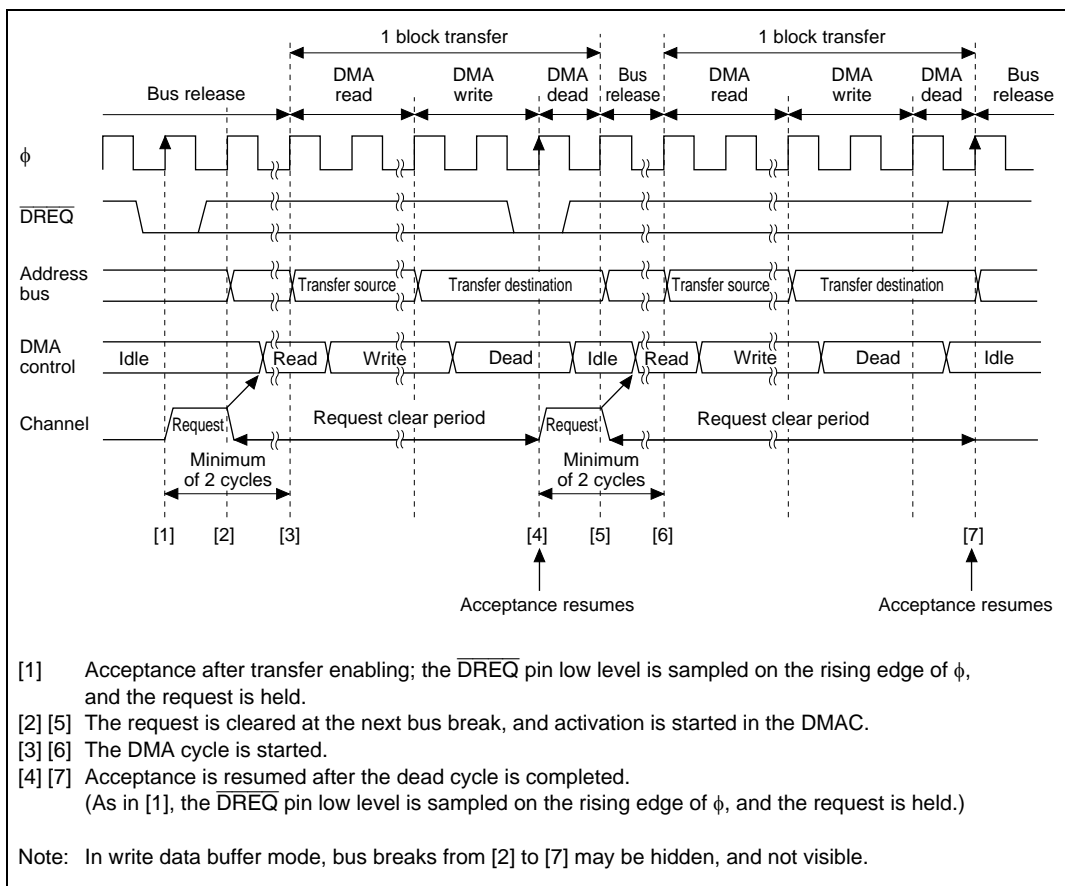 1 block transfer 1 block transfer
DMA read DMA write DMA dead Bus release DMA read DMA write DMA dead Bus release
Bus release
φ
DREQ
Address bus
Transfer source Transfer destination Transfer source Transfer destination
DMA control
Idle Read Write Dead Idle Read Write Dead Idle
Channel
Request Request clear period Request Request clear period
Minimum of 2 cycles Minimum of 2 cycles
[1] [2] [3] [4] [5] [6] [7]
Acceptance resumes Acceptance resumes
[1] Acceptance after transfer enabling; the DREQ pin low level is sampled on the rising edge of φ,
and the request is held.
[2] [5] The request is cleared at the next bus break, and activation is started in the DMAC.
[3] [6] The DMA cycle is started.
[4] [7] Acceptance is resumed after the dead cycle is completed.
(As in [1], the DREQ pin low level is sampled on the rising edge of φ, and the request is held.)
Note: In write data buffer mode, bus breaks from [2] to [7] may be hidden, and not visible.